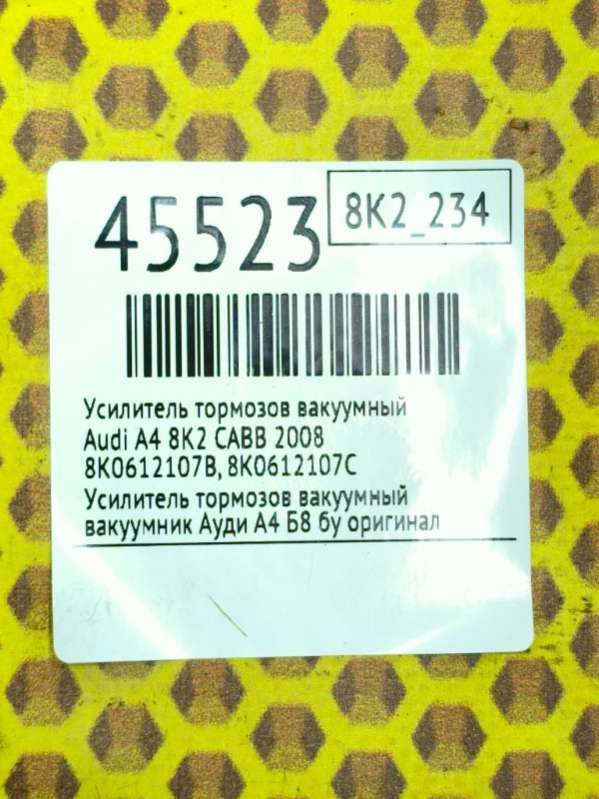 45523
8K2_234
Усилитель тормозов вакуумный
Audi A4 8K2 CABB 2008
8K0612107B, 8K0612107C
Усилитель тормозов вакуумный
вакуумник Ауди А4 Б8 бу оригинал